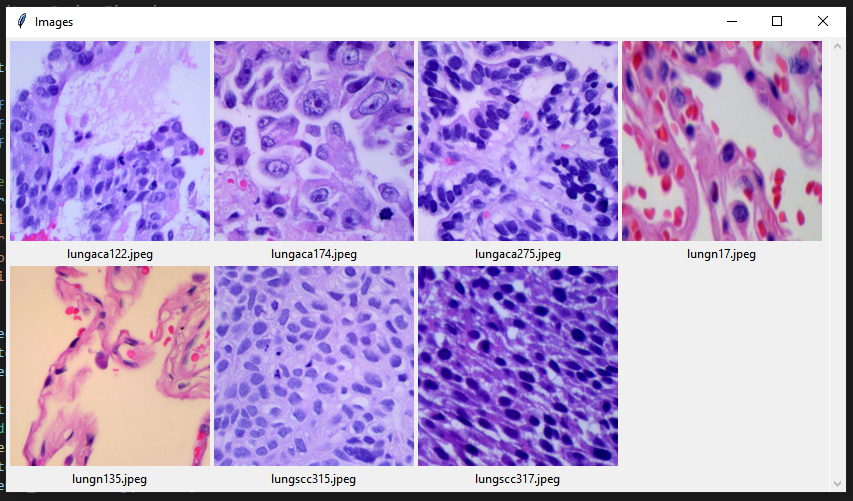 Images
lungaca122.jpeg
lungaca174.jpeg
lungaca275.jpeg
lungn17.jpeg
lungn135.jpeg
lungscc315.jpeg
lungscc317.jpeg